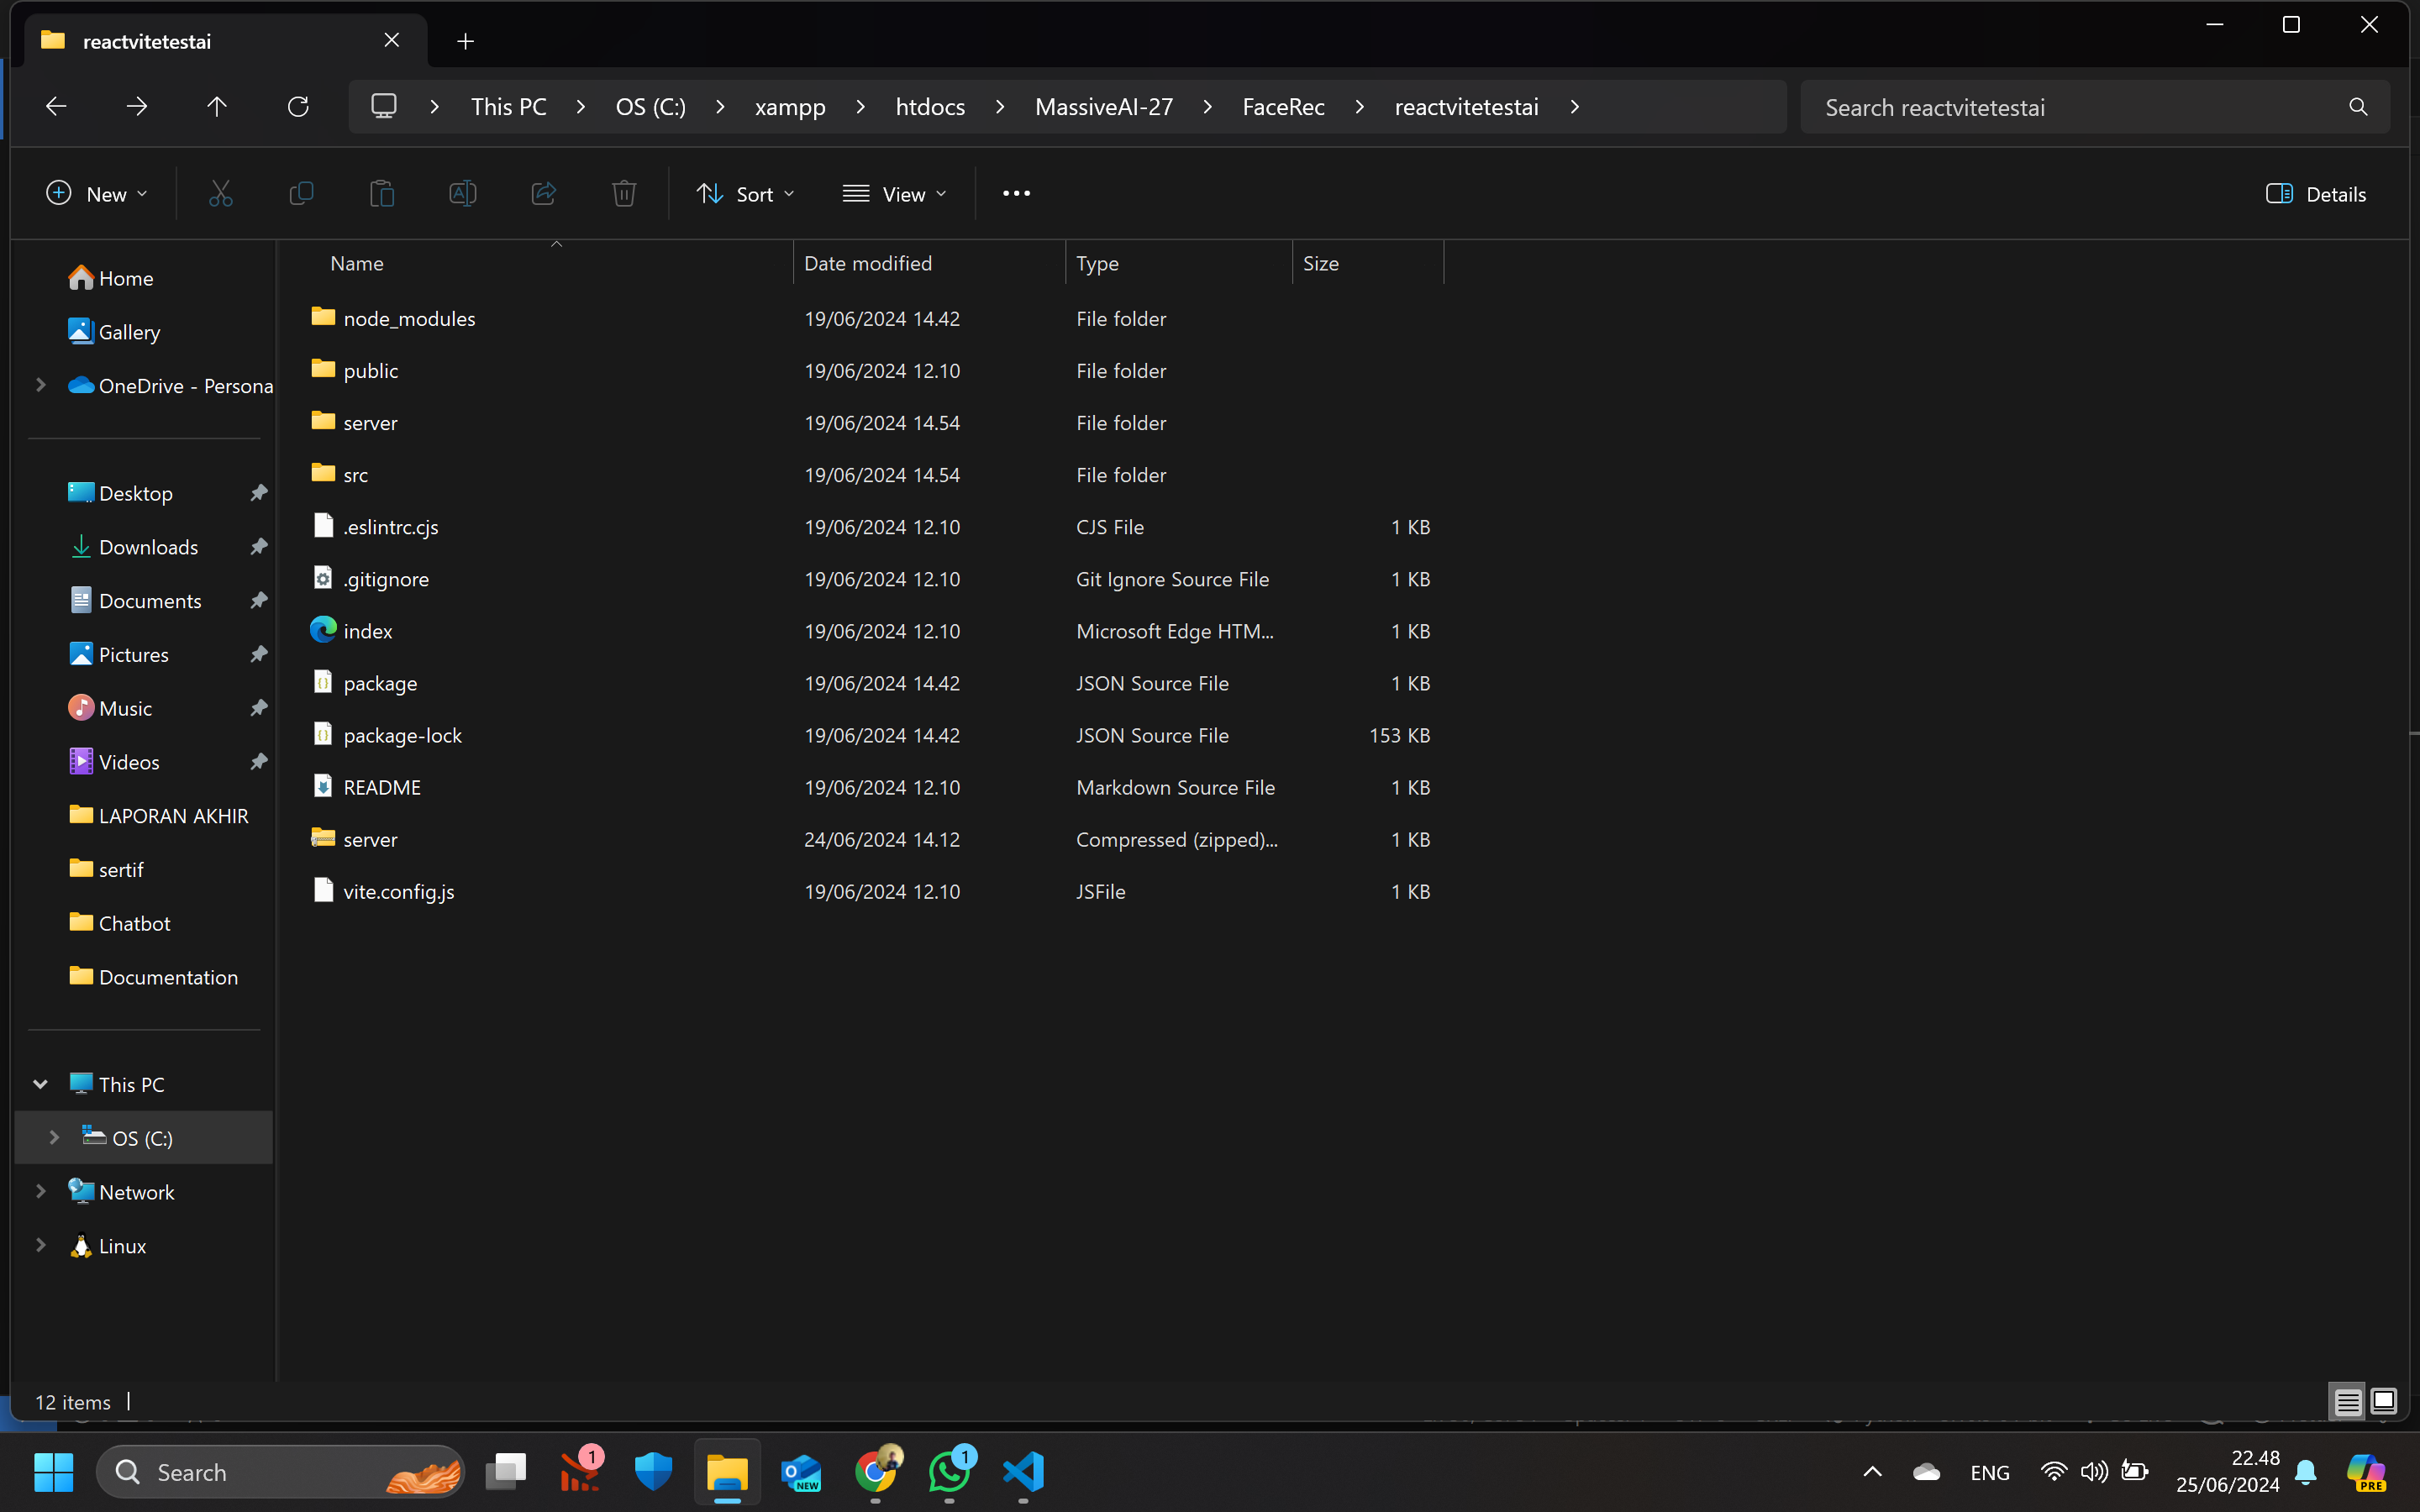 reactvitetestai
This PC
OS (C:)
xampp
htdocs
MassiveAI-27
FaceRec
reactvitetestai
Search reactvitetestai
New
Sort
View
Details
Home
Gallery
OneDrive - Persona
Desktop
Downloads
Documents
Pictures
Music
Videos
LAPORAN AKHIR
sertif
Chatbot
Documentation
This PC
OS (C:)
Network
Linux
Name Date modified Type Size
node_modules 19/06/2024 14.42 File folder
public 19/06/2024 12.10 File folder
server 19/06/2024 14.54 File folder
src 19/06/2024 14.54 File folder
.eslintrc.cjs 19/06/2024 12.10 CJS File 1 KB
.gitignore 19/06/2024 12.10 Git Ignore Source File 1 KB
index 19/06/2024 12.10 Microsoft Edge HTM... 1 KB
package 19/06/2024 14.42 JSON Source File 1 KB
package-lock 19/06/2024 14.42 JSON Source File 153 KB
README 19/06/2024 12.10 Markdown Source File 1 KB
server 24/06/2024 14.12 Compressed (zipped)... 1 KB
vite.config.js 19/06/2024 12.10 JSFile 1 KB
12 items
Search
1
NEW
1
ENG
22.48
25/06/2024
PRE